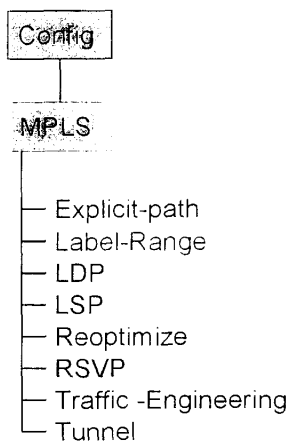 Config
MPLS
Explicit-path
Label-Range
LDP
LSP
Reoptimize
RSVP
Traffic -Engineering
Tunnel